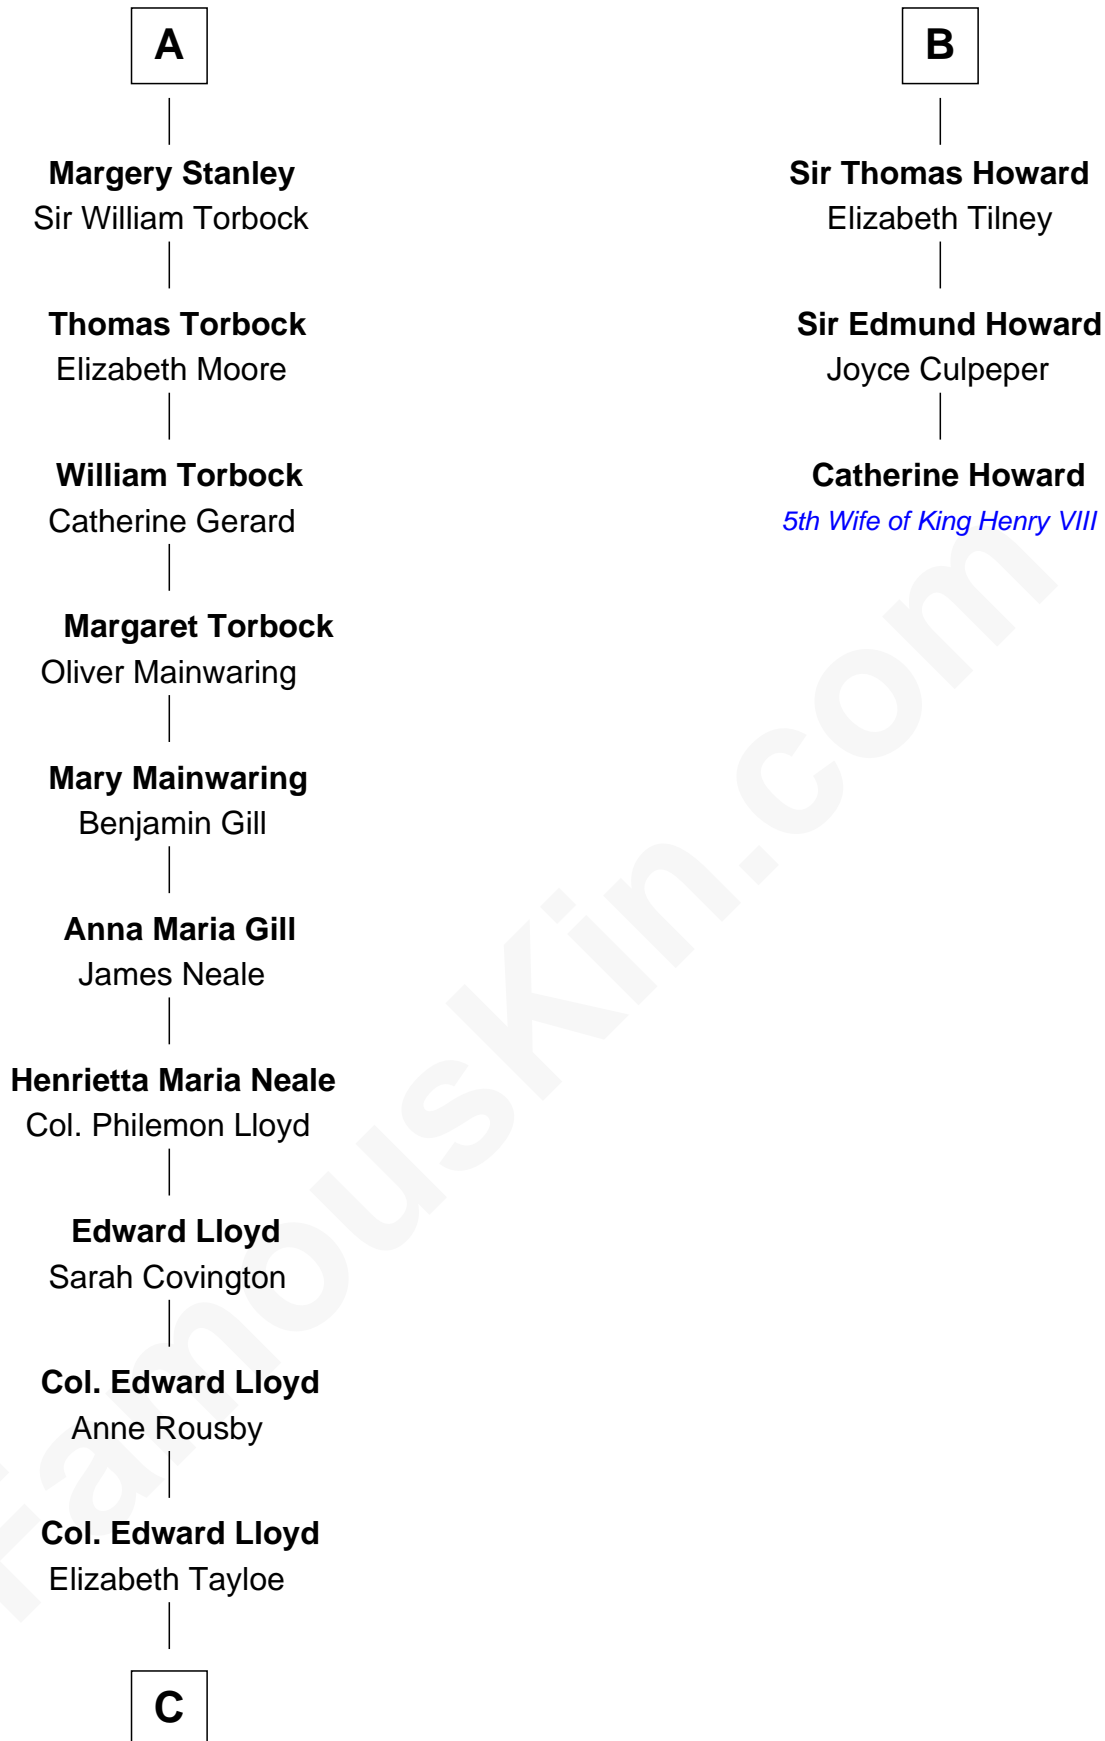 A
Margery Stanley
Sir William Torbock
Thomas Torbock
Elizabeth Moore
William Torbock
Catherine Gerard
Margaret Torbock
Oliver Mainwaring
Mary Mainwaring
Benjamin Gill
Anna Maria Gill
James Neale
Henrietta Maria Neale
Col. Philemon Lloyd
Edward Lloyd
Sarah Covington
Col. Edward Lloyd
Anne Rousby
Col. Edward Lloyd
Elizabeth Tayloe
C
B
Sir Thomas Howard
Elizabeth Tilney
Sir Edmund Howard
Joyce Culpeper
Catherine Howard
5th Wife of King Henry VIII
FamousKin.com